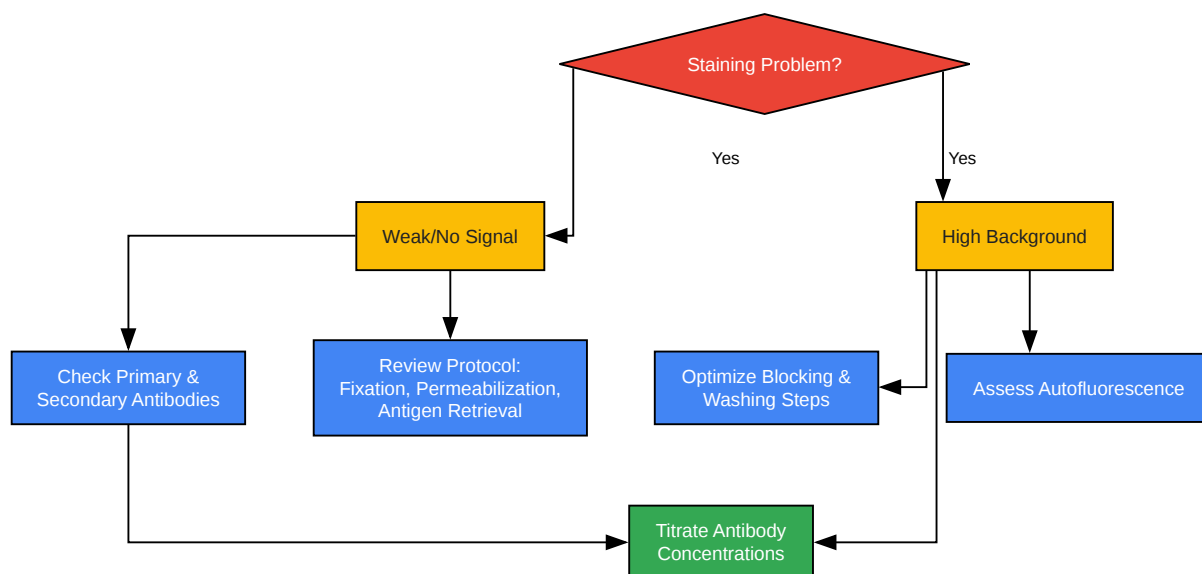 Staining Problem?
Yes
Yes
Weak/No Signal
High Background
Check Primary &
Secondary Antibodies
Review Protocol:
Fixation, Permeabilization,
Antigen Retrieval
Optimize Blocking &
Washing Steps
Assess Autofluorescence
Titrate Antibody
Concentrations